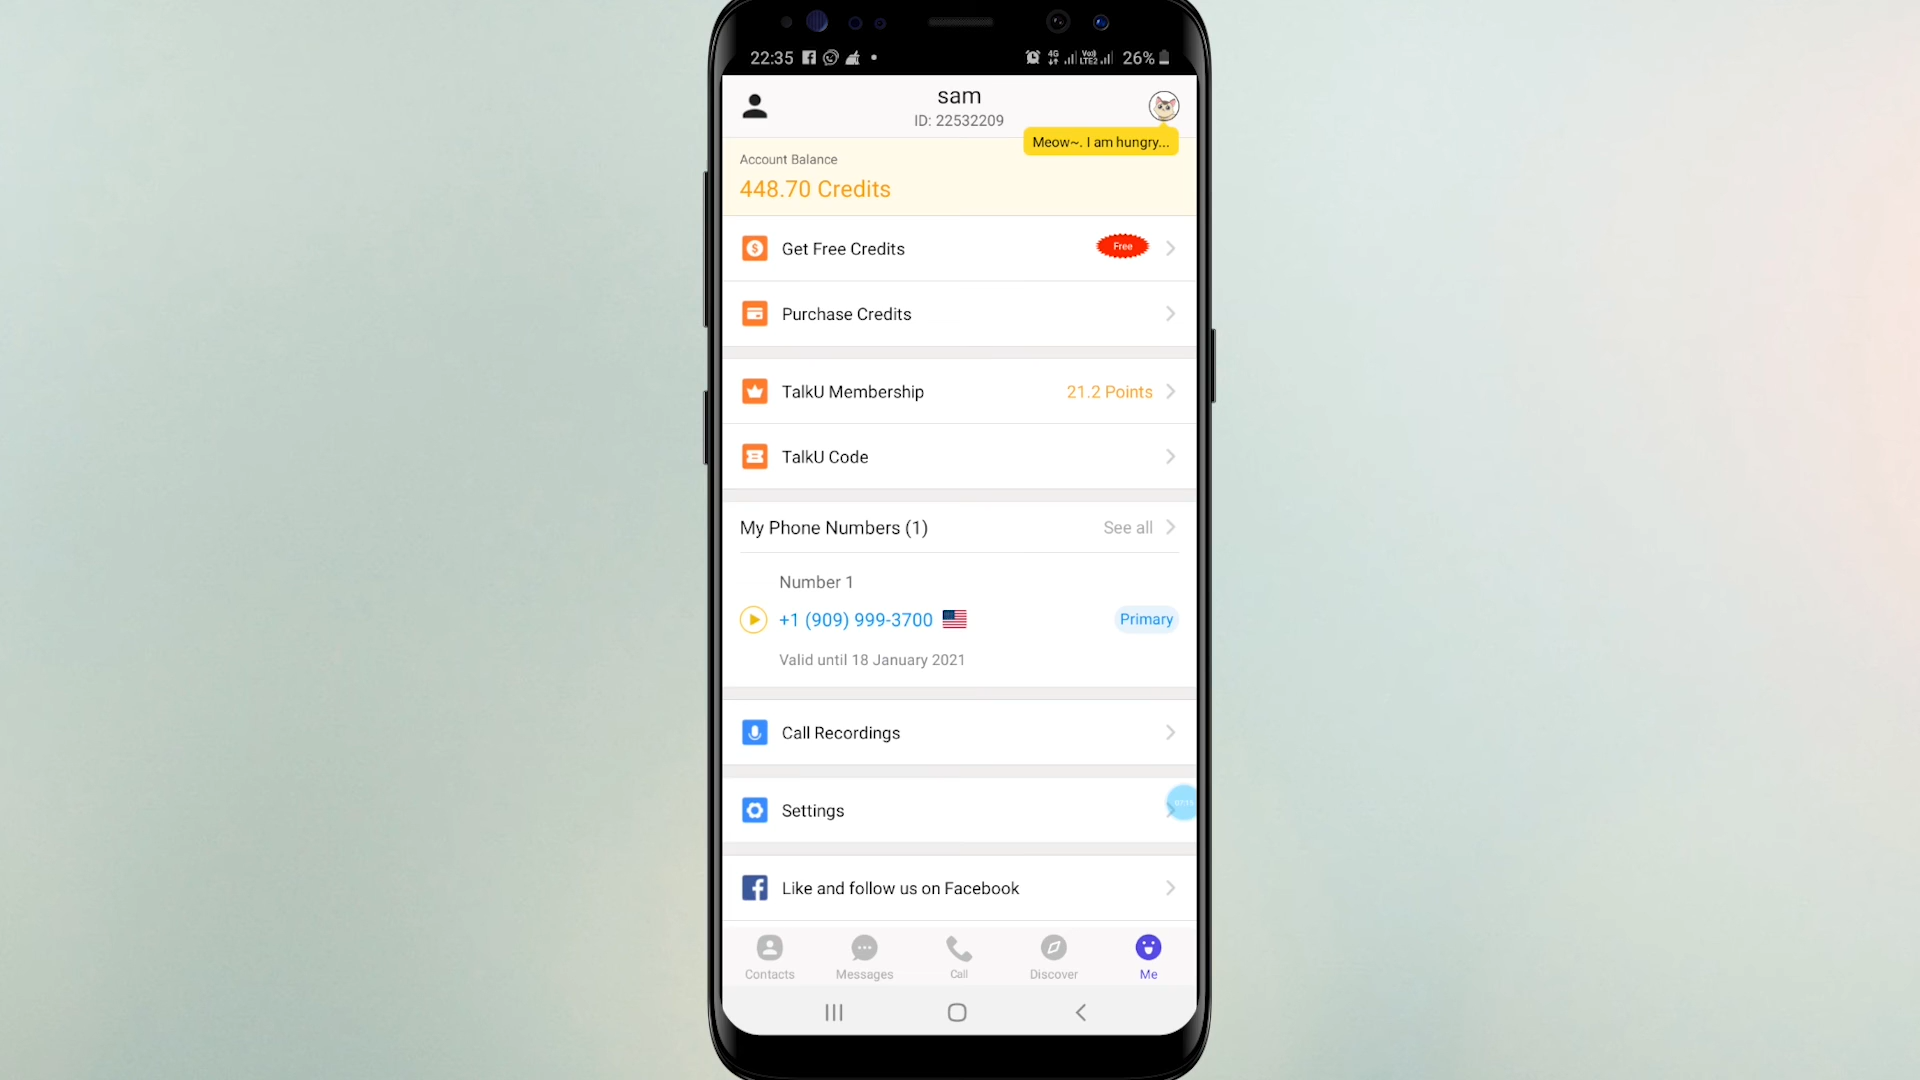 22:35
4G
Vo)) LTE2
26%
sam
ID: 22532209
Meow~. I am hungry...
Account Balance
448.70 Credits
Get Free Credits
Free
Purchase Credits
TalkU Membership
21.2 Points
TalkU Code
My Phone Numbers (1)
See all
Number 1
+1 (909) 999-3700
Primary
Valid until 18 January 2021
Call Recordings
Settings
Like and follow us on Facebook
Contacts
Messages
Call
Discover
Me